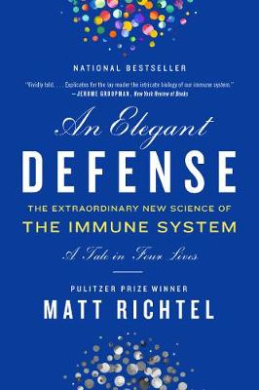 NATIONAL BESTSELLER
"Vividly told. . . . Explicates for the lay reader the intricate biology of our immune system."
— JEROME GROOPMAN, New York Review of Books
An Elegant
DEFENSE
THE EXTRAORDINARY NEW SCIENCE OF
THE IMMUNE SYSTEM
A Tale in Four Lives
PULITZER PRIZE WINNER
MATT RICHTEL